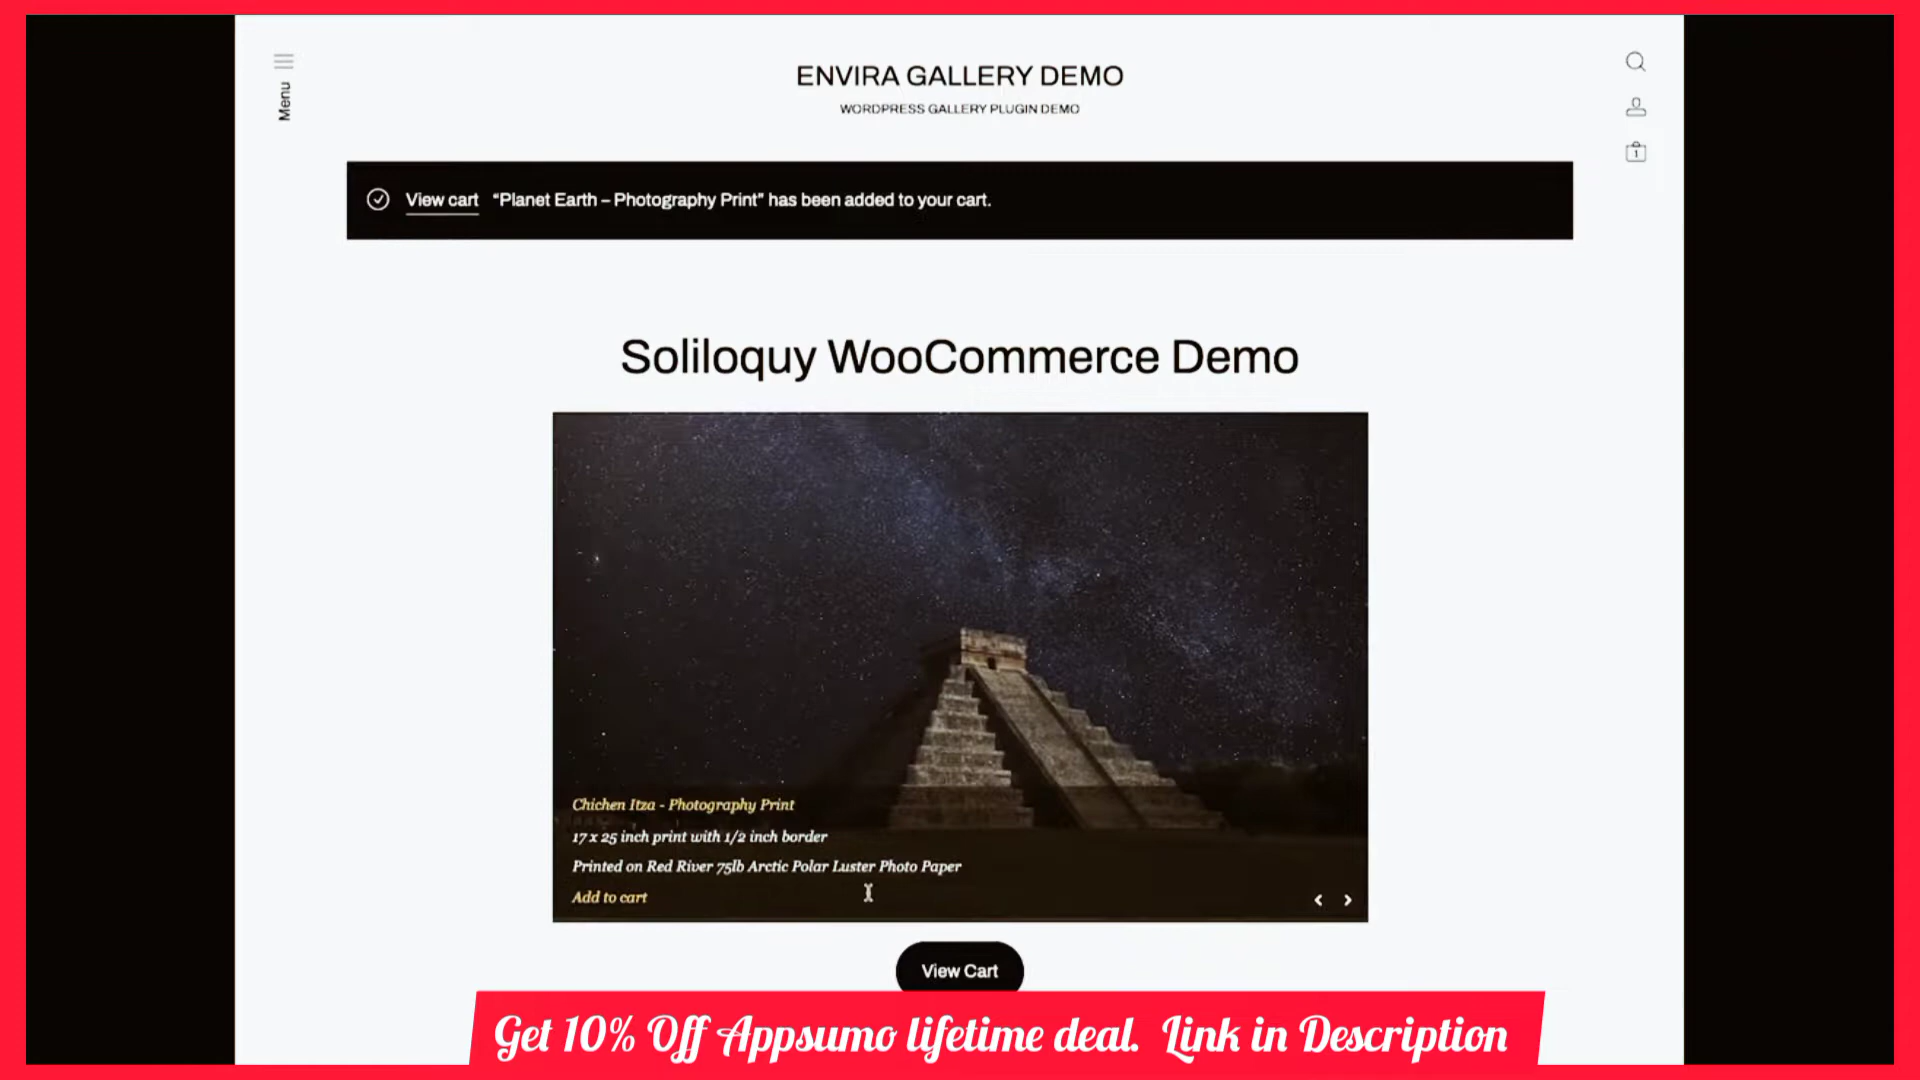 ENVIRA GALLERY DEMO
WORDPRESS GALLERY PLUGIN DEMO
Menu
1
View cart “Planet Earth – Photography Print” has been added to your cart.
Soliloquy WooCommerce Demo
Chichen Itza - Photography Print
17 x 25 inch print with 1/2 inch border
Printed on Red River 75lb Arctic Polar Luster Photo Paper
Add to cart
View Cart
Get 10% Off Appsumo lifetime deal. Link in Description